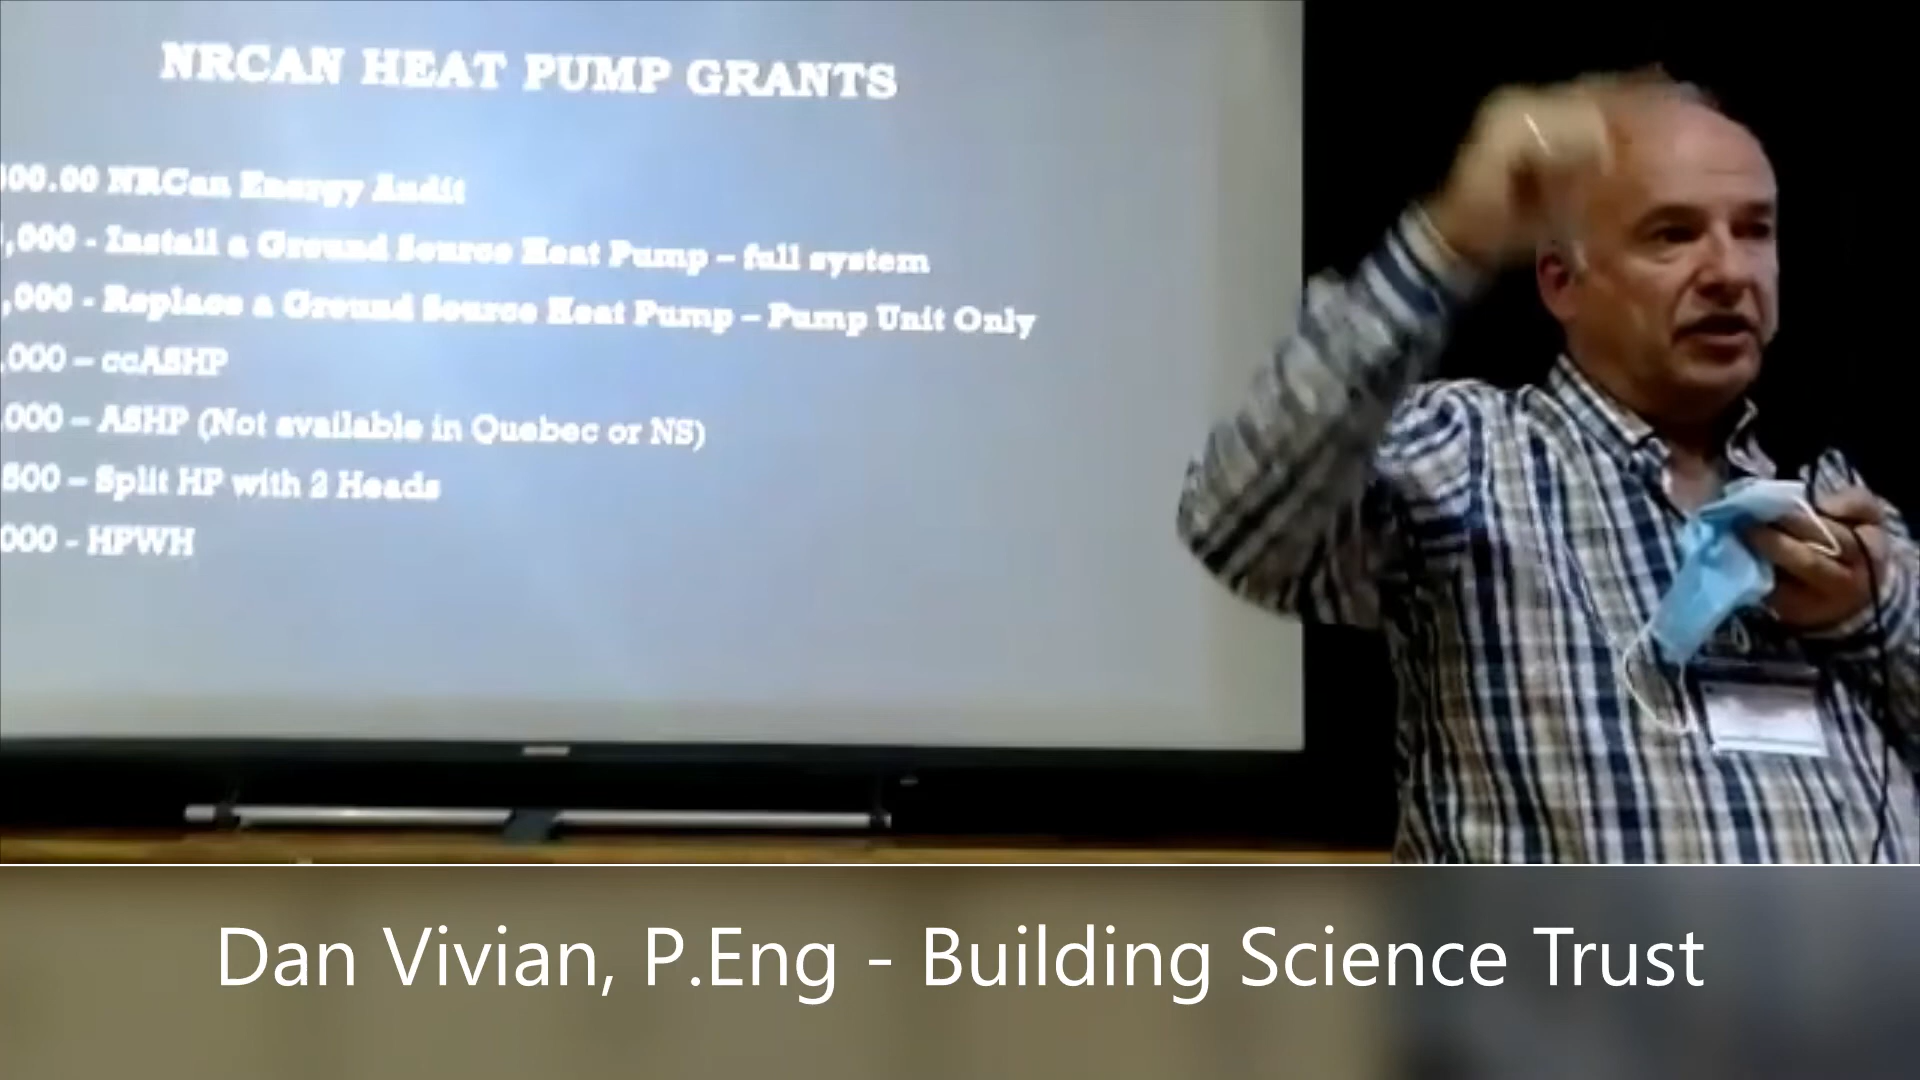 NRCAN HEAT PUMP GRANTS
00.00 NRCan Energy Audit
,000 - Install a Ground Source Heat Pump – full system
,000 - Replace a Ground Source Heat Pump – Pump Unit Only
,000 – ccASHP
,000 – ASHP (Not available in Quebec or NS)
500 – Split HP with 2 Heads
000 - HPWH
Dan Vivian, P.Eng - Building Science Trust